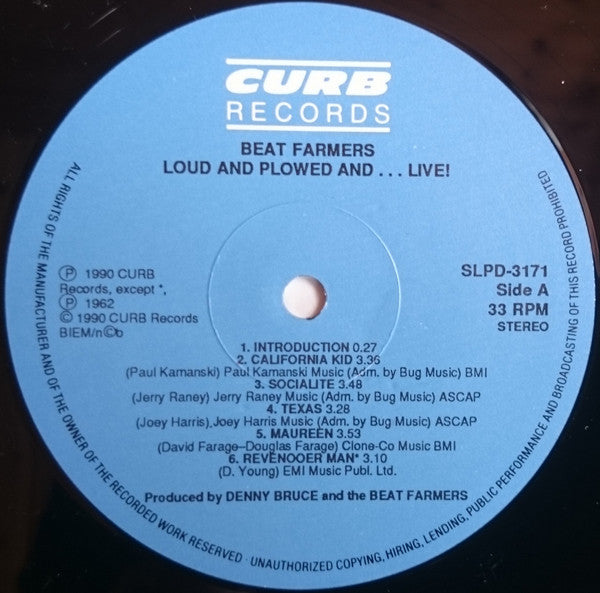 CURB
RECORDS
BEAT FARMERS
LOUD AND PLOWED AND . . . LIVE!
ALL RIGHTS OF THE MANUFACTURER AND OF THE OWNER OF THE RECORDED WORK RESERVED · UNAUTHORIZED COPYING, HIRING, LENDING, PUBLIC PERFORMANCE AND BROADCASTING OF THIS RECORD PROHIBITED
Ⓟ 1990 CURB
Records, except *,
Ⓟ 1962
© 1990 CURB Records
BIEM/n©b
SLPD-3171
Side A
33 RPM
STEREO
1. INTRODUCTION 0.27
2. CALIFORNIA KID 3.36
(Paul Kamanski) Paul Kamanski Music (Adm. by Bug Music) BMI
3. SOCIALITE 3.48
(Jerry Raney) Jerry Raney Music (Adm. by Bug Music) ASCAP
4. TEXAS 3.28
(Joey Harris) Joey Harris Music (Adm. by Bug Music) ASCAP
5. MAUREEN 3.53
(David Farage–Douglas Farage) Clone-Co Music BMI
6. REVENOOER MAN* 3.10
(D. Young) EMI Music Publ. Ltd.
Produced by DENNY BRUCE and the BEAT FARMERS